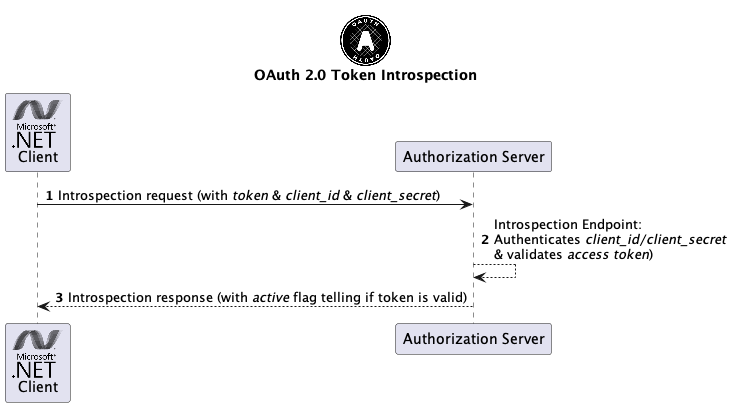 OAUTH
A
OAUTH
OAuth 2.0 Token Introspection
Microsoft®
.NET
Client
Authorization Server
1 Introspection request (with token & client_id & client_secret)
Introspection Endpoint:
2 Authenticates client_id/client_secret
& validates access token)
3 Introspection response (with active flag telling if token is valid)
Microsoft®
.NET
Client
Authorization Server